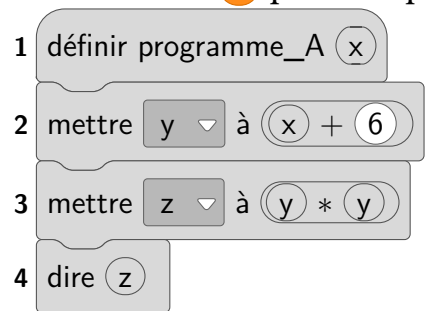 1 définir programme_A x
2 mettre y à x + 6
3 mettre z à y * y
4 dire z